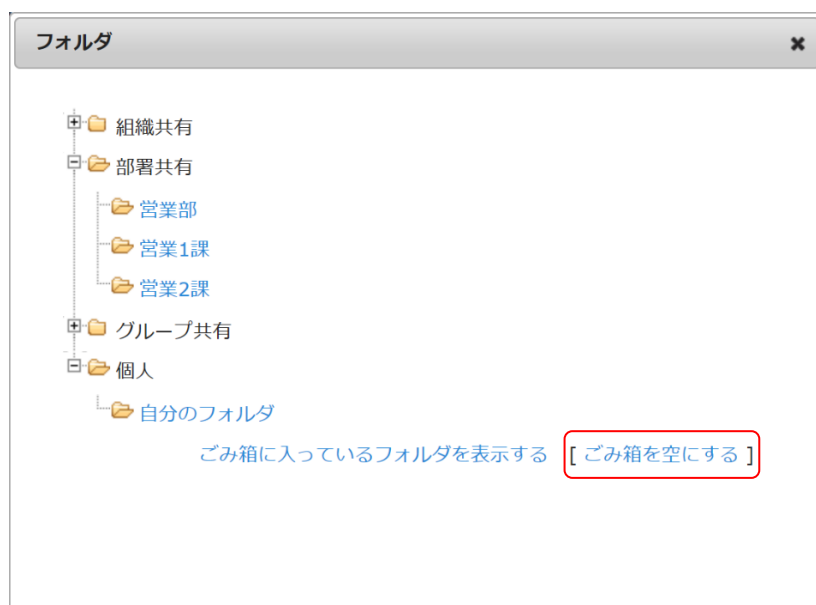 フォルダ
組織共有
部署共有
営業部
営業1課
営業2課
グループ共有
個人
自分のフォルダ
ごみ箱に入っているフォルダを表示する [ ごみ箱を空にする ]